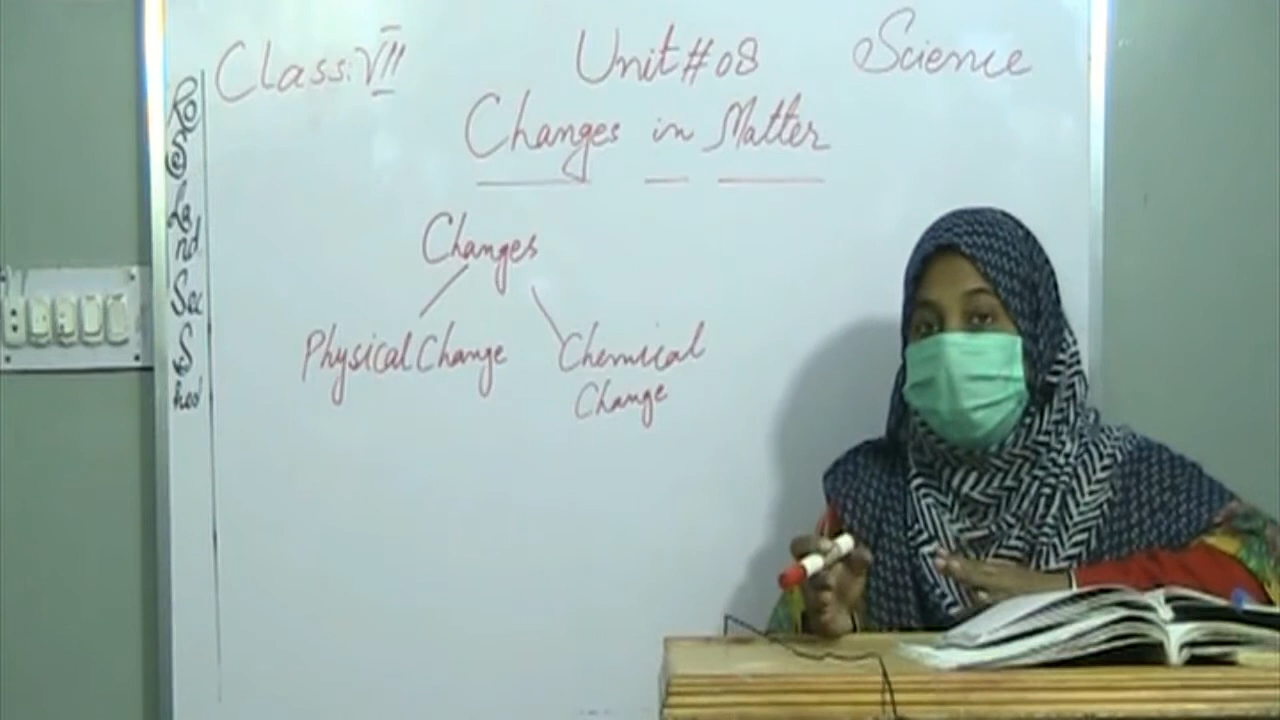 Class: VII Unit # 08 Science
Changes in Matter
Changes
Physical Change Chemical
Change